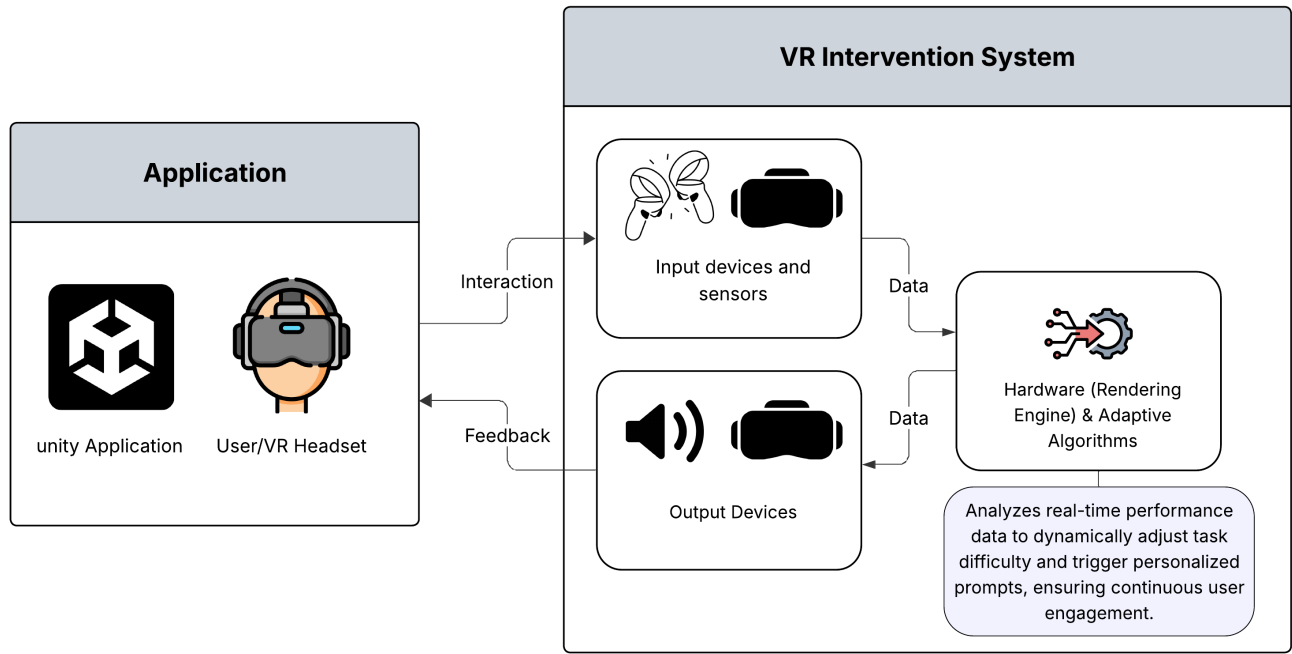 VR Intervention System
Application
Input devices and
sensors
Interaction
Data
Hardware (Rendering
Engine) & Adaptive
Algorithms
unity Application
User/VR Headset
Feedback
Data
Output Devices
Analyzes real-time performance
data to dynamically adjust task
difficulty and trigger personalized
prompts, ensuring continuous user
engagement.